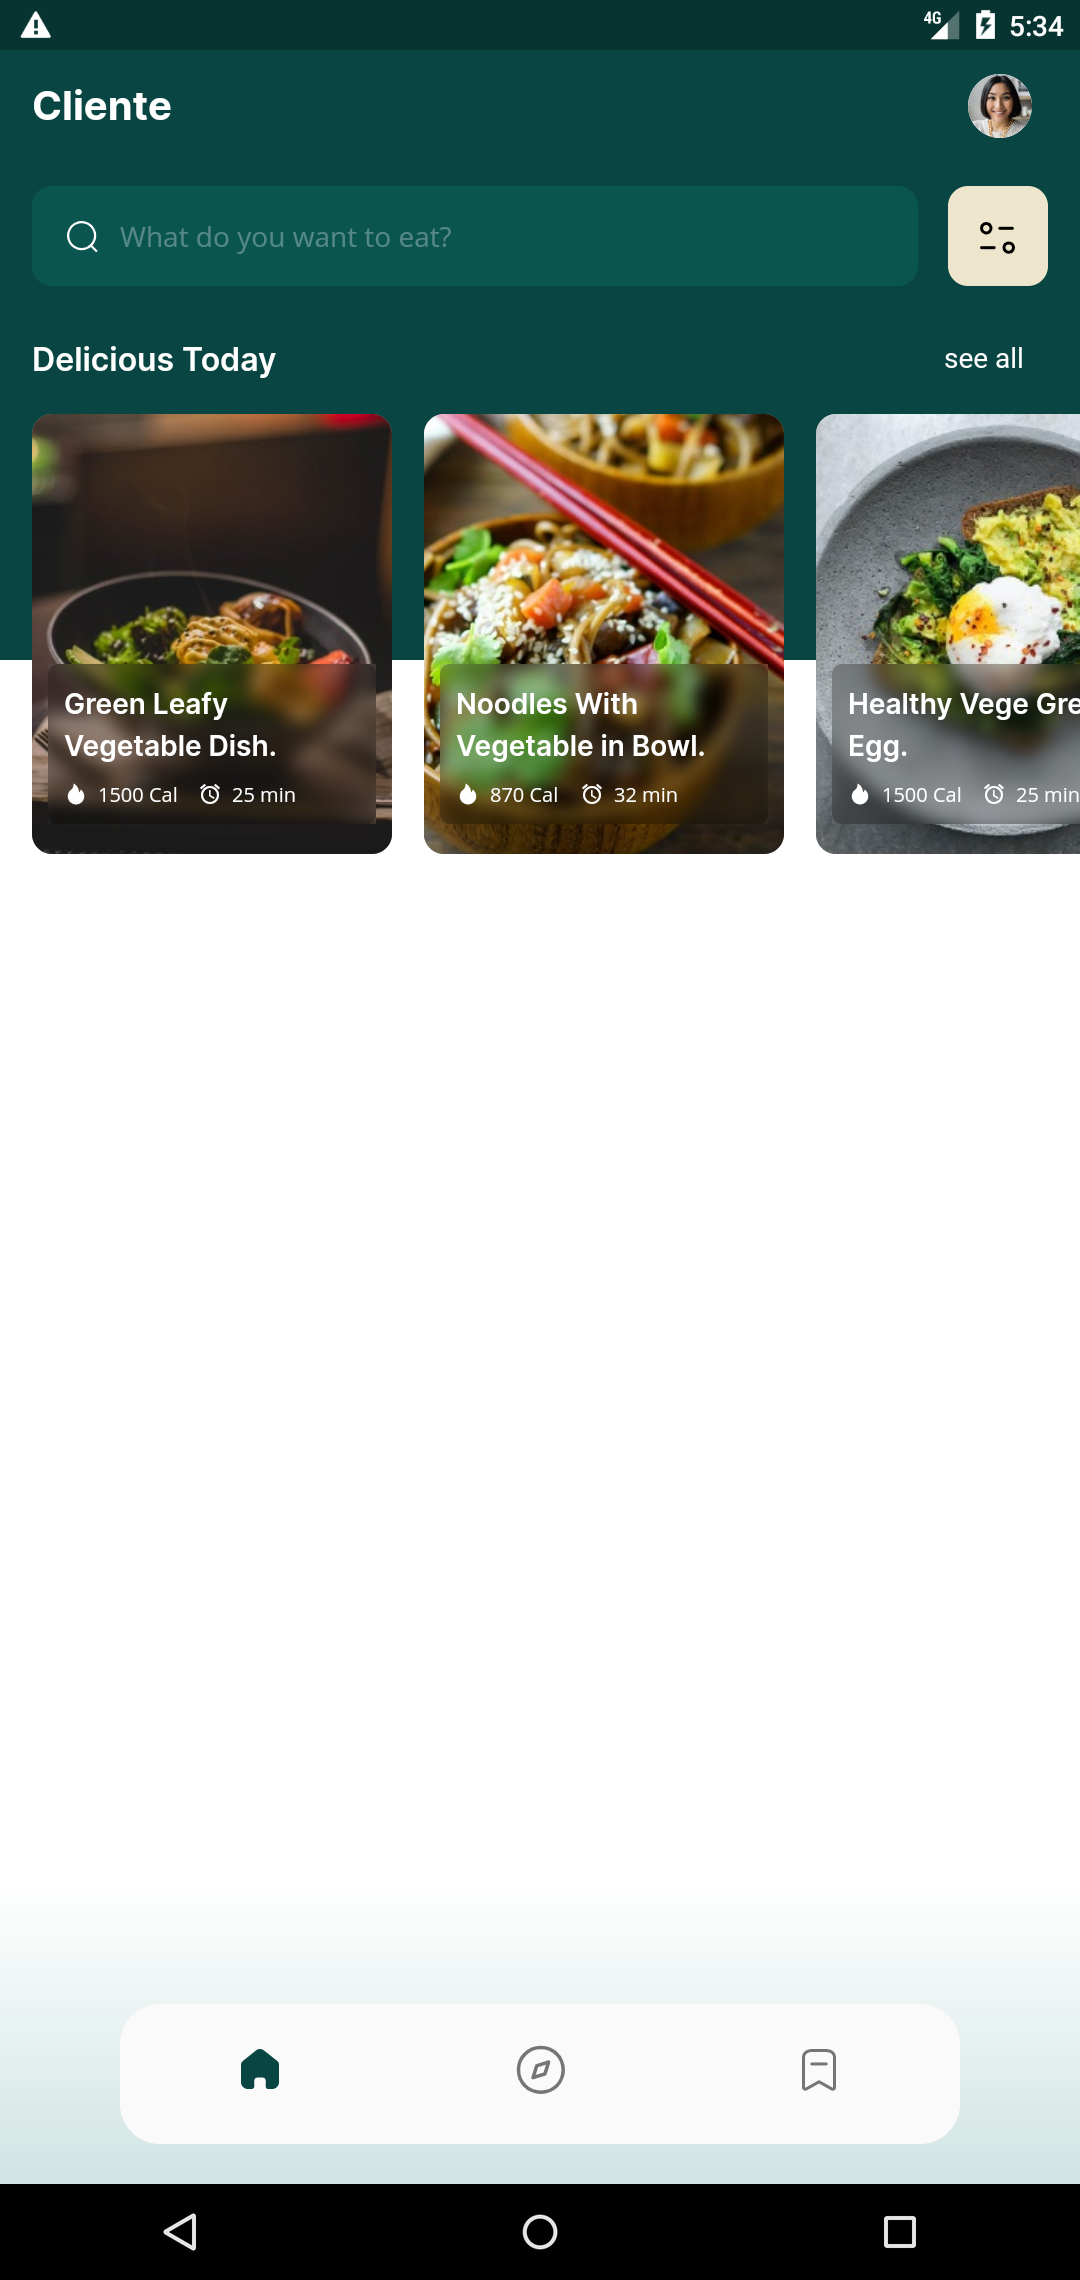 4G 5:34
Cliente
What do you want to eat?
Delicious Today
see all
Green Leafy
Vegetable Dish.
1500 Cal 25 min
Noodles With
Vegetable in Bowl.
870 Cal 32 min
Healthy Vege Gre
Egg.
1500 Cal 25 min